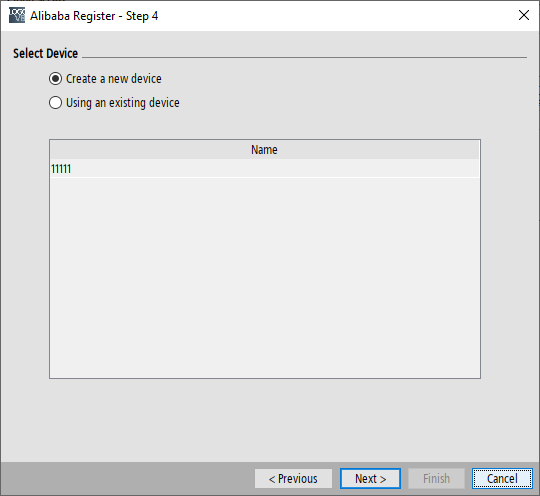 Alibaba Register - Step 4
Select Device
Create a new device
Using an existing device
Name
11111
< Previous
Next >
Finish
Cancel